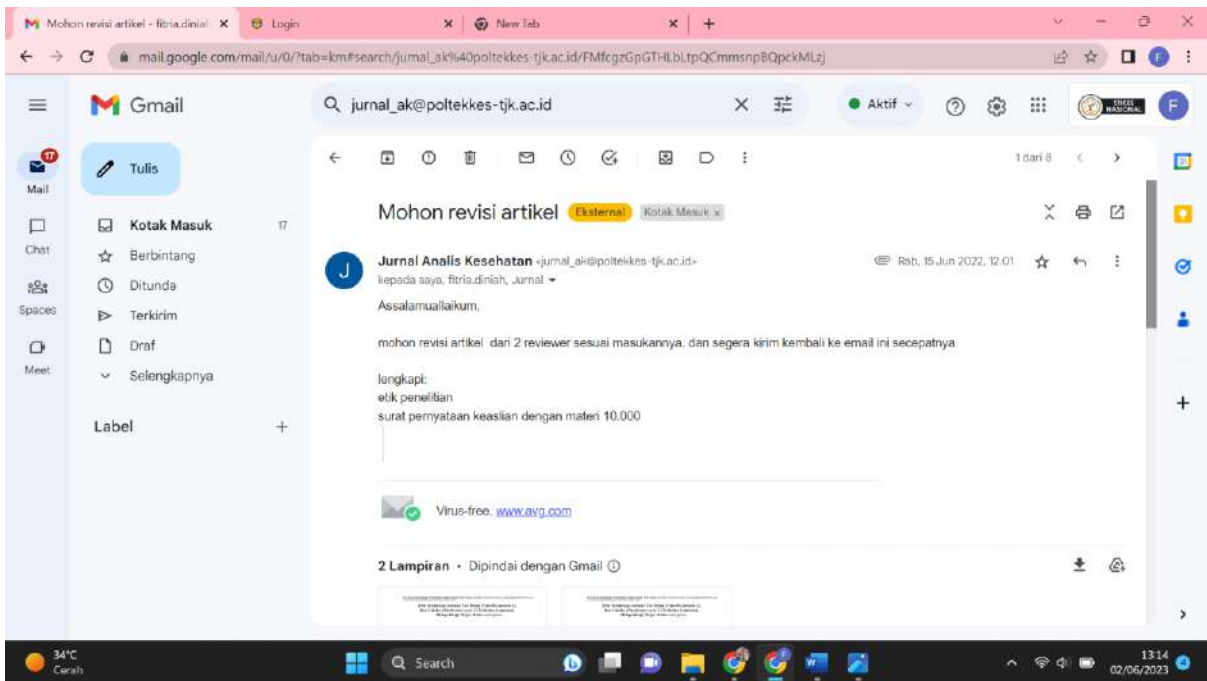 Mohon revisi artikel - fitria.diniah
Login
New Tab
mail.google.com/mail/u/0/?tab=km#search/jurnal_ak%40poltekkes-tjk.ac.id/FMfcgzGpGTHLbLtpQCmmsnpBQpckMLzj
Gmail
jurnal_ak@poltekkes-tjk.ac.id
Aktif
STIKES NASIONAL
F
17
Mail
Chat
Spaces
Meet
Tulis
Kotak Masuk 17
Berbintang
Ditunda
Terkirim
Draf
Selengkapnya
Label
1 dari 8
Mohon revisi artikel Eksternal Kotak Masuk x
J
Jurnal Analis Kesehatan <jurnal_ak@poltekkes-tjk.ac.id> Rab, 15 Jun 2022, 12.01
kepada saya, fitria.diniah, Jurnal
Assalamuallaikum,
mohon revisi artikel dari 2 reviewer sesuai masukannya. dan segera kirim kembali ke email ini secepatnya
lengkapi:
etik penelitian
surat pernyataan keaslian dengan materi 10.000
Virus-free. www.avg.com
2 Lampiran • Dipindai dengan Gmail
34°C
Cerah
Search
13:14
02/06/2023